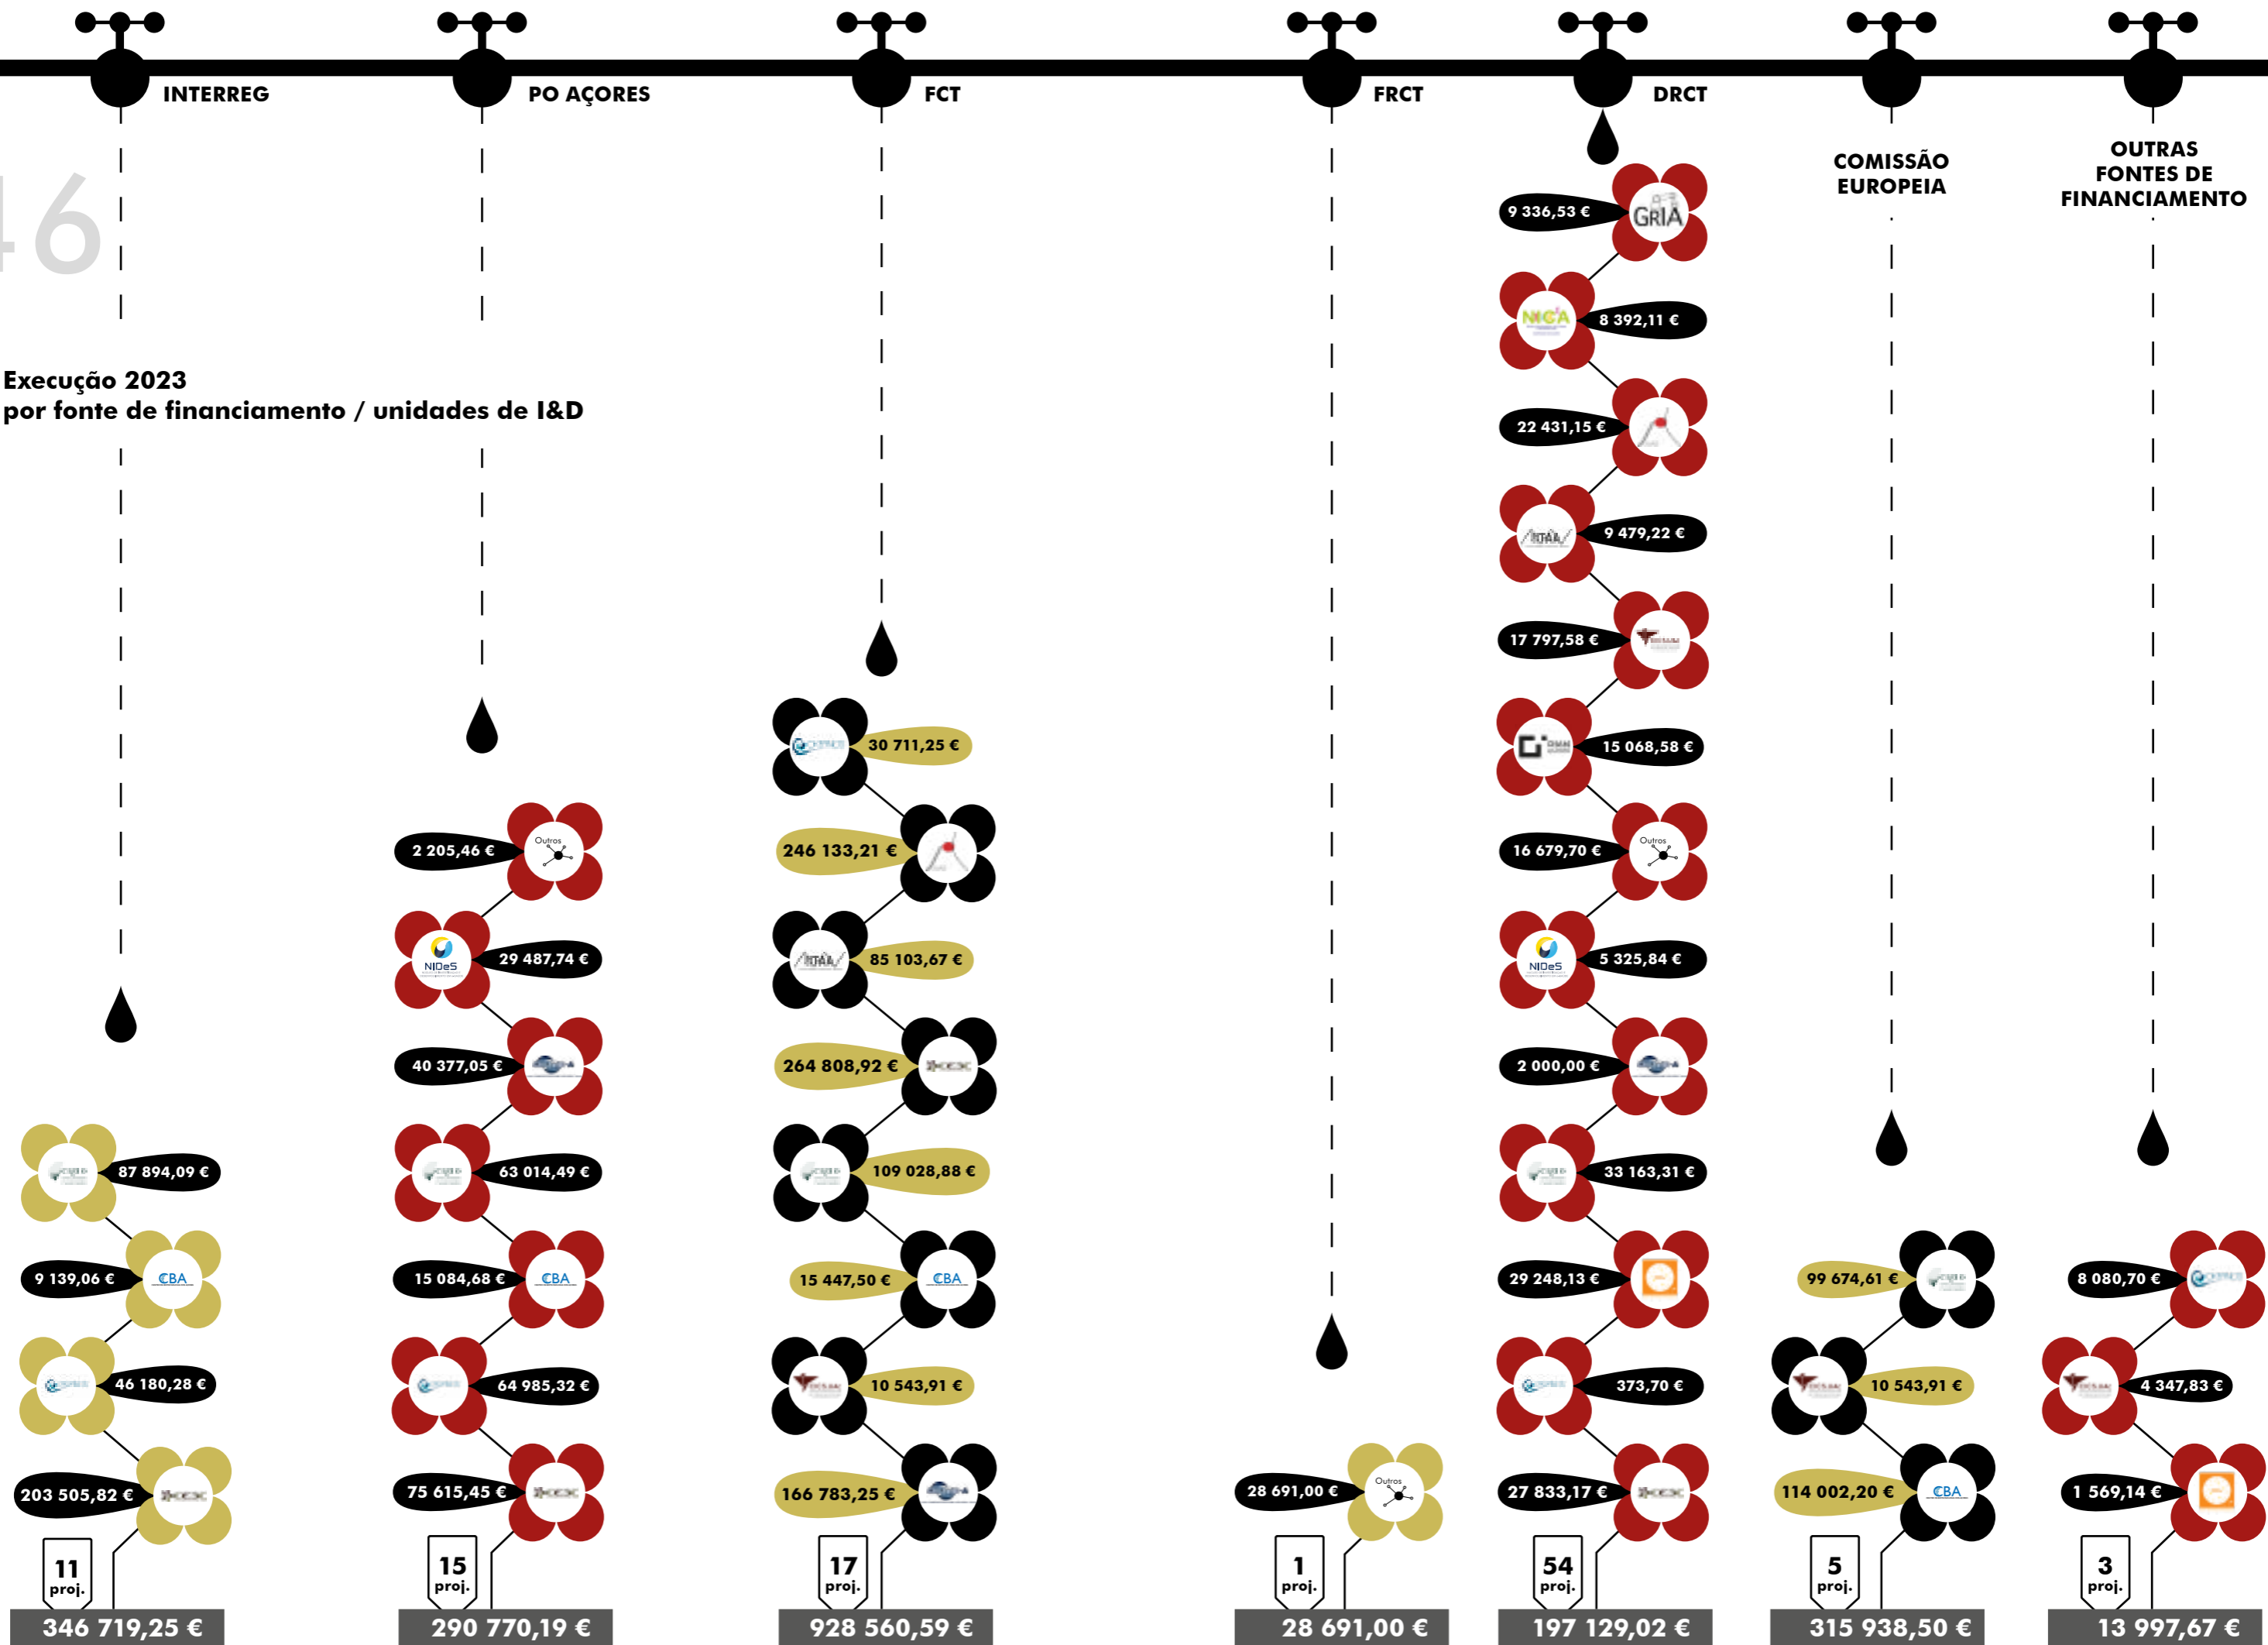 INTERREG
PO AÇORES
FCT
FRCT
DRCT
COMISSÃO
EUROPEIA
OUTRAS
FONTES DE
FINANCIAMENTO
46
Execução 2023
por fonte de financiamento / unidades de I&D
87 894,09 €
9 139,06 €
CBA
46 180,28 €
203 505,82 €
11
proj.
346 719,25 €
2 205,46 €
Outros
NIDeS
29 487,74 €
40 377,05 €
63 014,49 €
15 084,68 €
CBA
64 985,32 €
75 615,45 €
15
proj.
290 770,19 €
30 711,25 €
246 133,21 €
85 103,67 €
264 808,92 €
109 028,88 €
15 447,50 €
CBA
10 543,91 €
166 783,25 €
17
proj.
928 560,59 €
28 691,00 €
Outros
1
proj.
28 691,00 €
9 336,53 €
GRIA
NICA
8 392,11 €
22 431,15 €
9 479,22 €
17 797,58 €
15 068,58 €
16 679,70 €
Outros
NIDeS
5 325,84 €
2 000,00 €
33 163,31 €
29 248,13 €
373,70 €
27 833,17 €
54
proj.
197 129,02 €
99 674,61 €
10 543,91 €
114 002,20 €
CBA
5
proj.
315 938,50 €
8 080,70 €
4 347,83 €
1 569,14 €
3
proj.
13 997,67 €